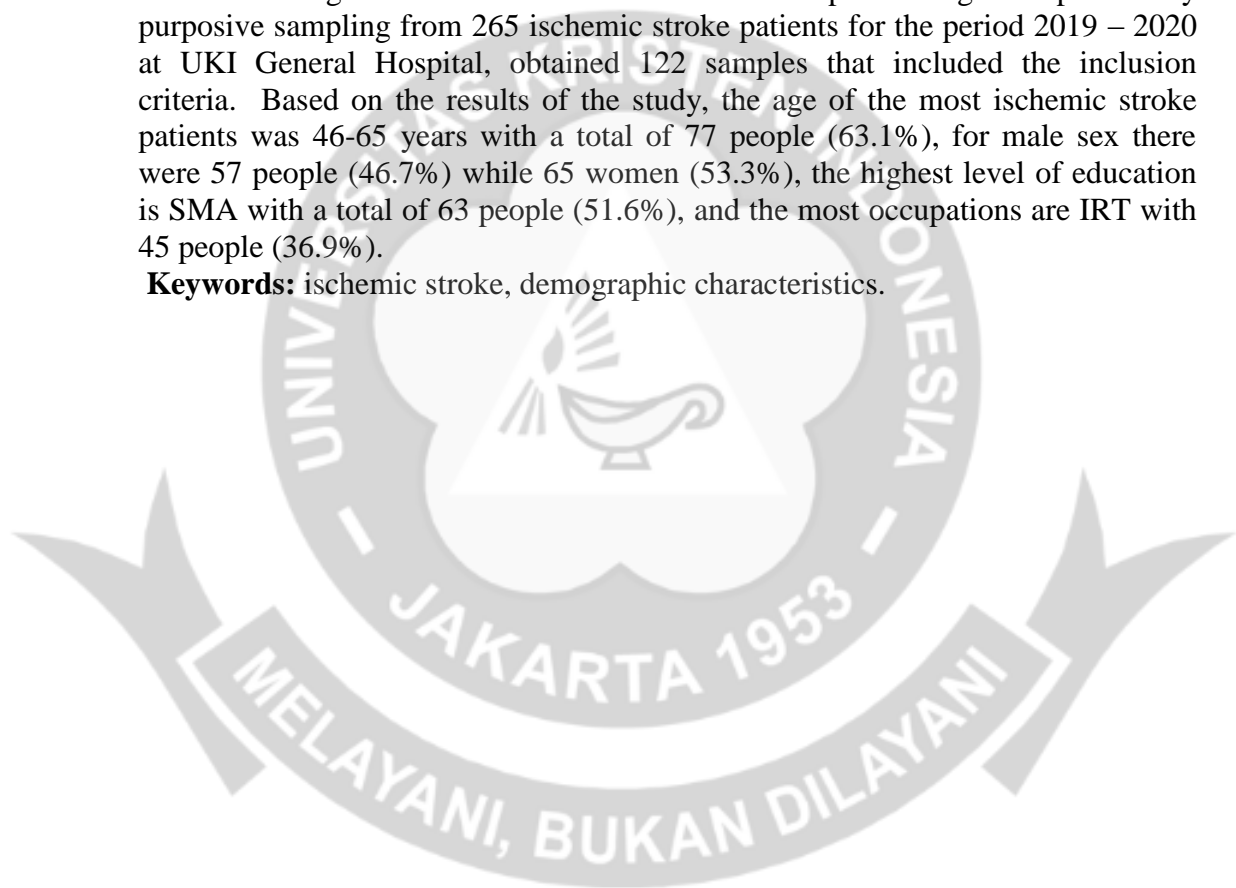 purposive sampling from 265 ischemic stroke patients for the period 2019 – 2020
at UKI General Hospital, obtained 122 samples that included the inclusion
criteria. Based on the results of the study, the age of the most ischemic stroke
patients was 46-65 years with a total of 77 people (63.1%), for male sex there
were 57 people (46.7%) while 65 women (53.3%), the highest level of education
is SMA with a total of 63 people (51.6%), and the most occupations are IRT with
45 people (36.9%).
Keywords: ischemic stroke, demographic characteristics.
UNIVERSITAS KRISTEN INDONESIA
– JAKARTA 1953 –
MELAYANI, BUKAN DILAYANI